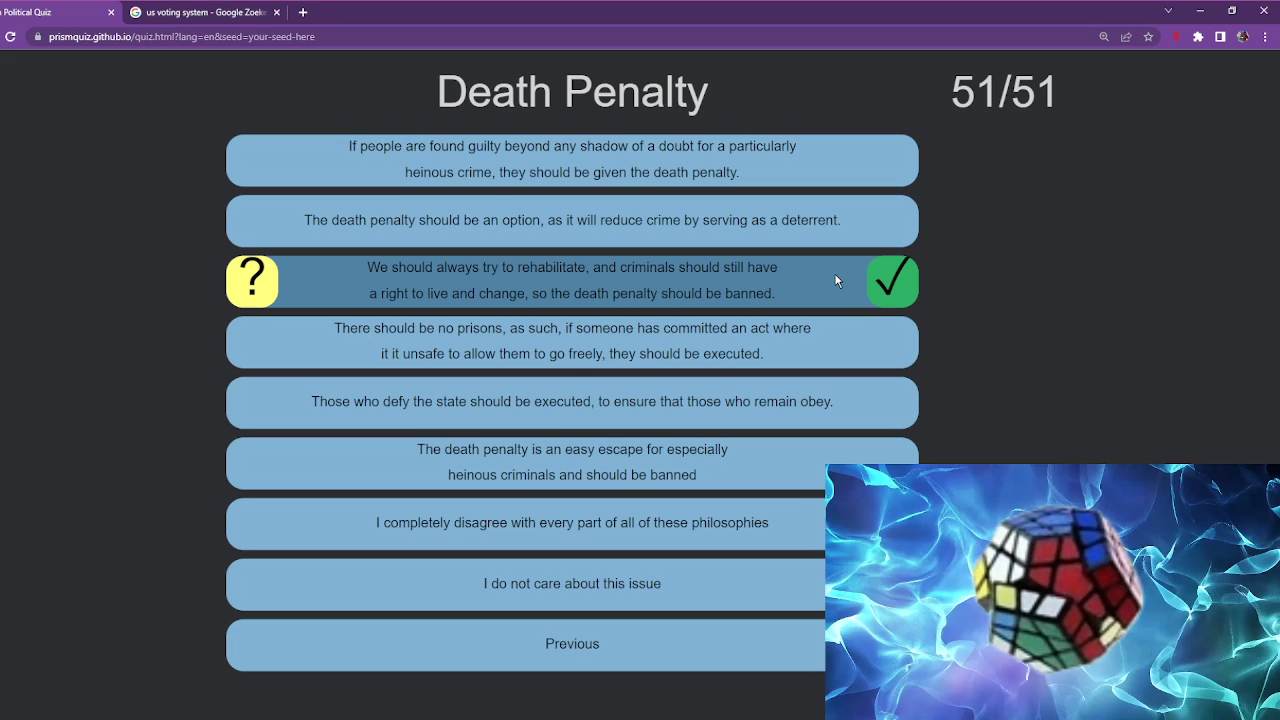 Political Quiz
us voting system - Google Zoek
prismquiz.github.io/quiz.html?lang=en&seed=your-seed-here
Death Penalty
51/51
If people are found guilty beyond any shadow of a doubt for a particularly
heinous crime, they should be given the death penalty.
The death penalty should be an option, as it will reduce crime by serving as a deterrent.
?
We should always try to rehabilitate, and criminals should still have
a right to live and change, so the death penalty should be banned.
✓
There should be no prisons, as such, if someone has committed an act where
it it unsafe to allow them to go freely, they should be executed.
Those who defy the state should be executed, to ensure that those who remain obey.
The death penalty is an easy escape for especially
heinous criminals and should be banned
I completely disagree with every part of all of these philosophies
I do not care about this issue
Previous